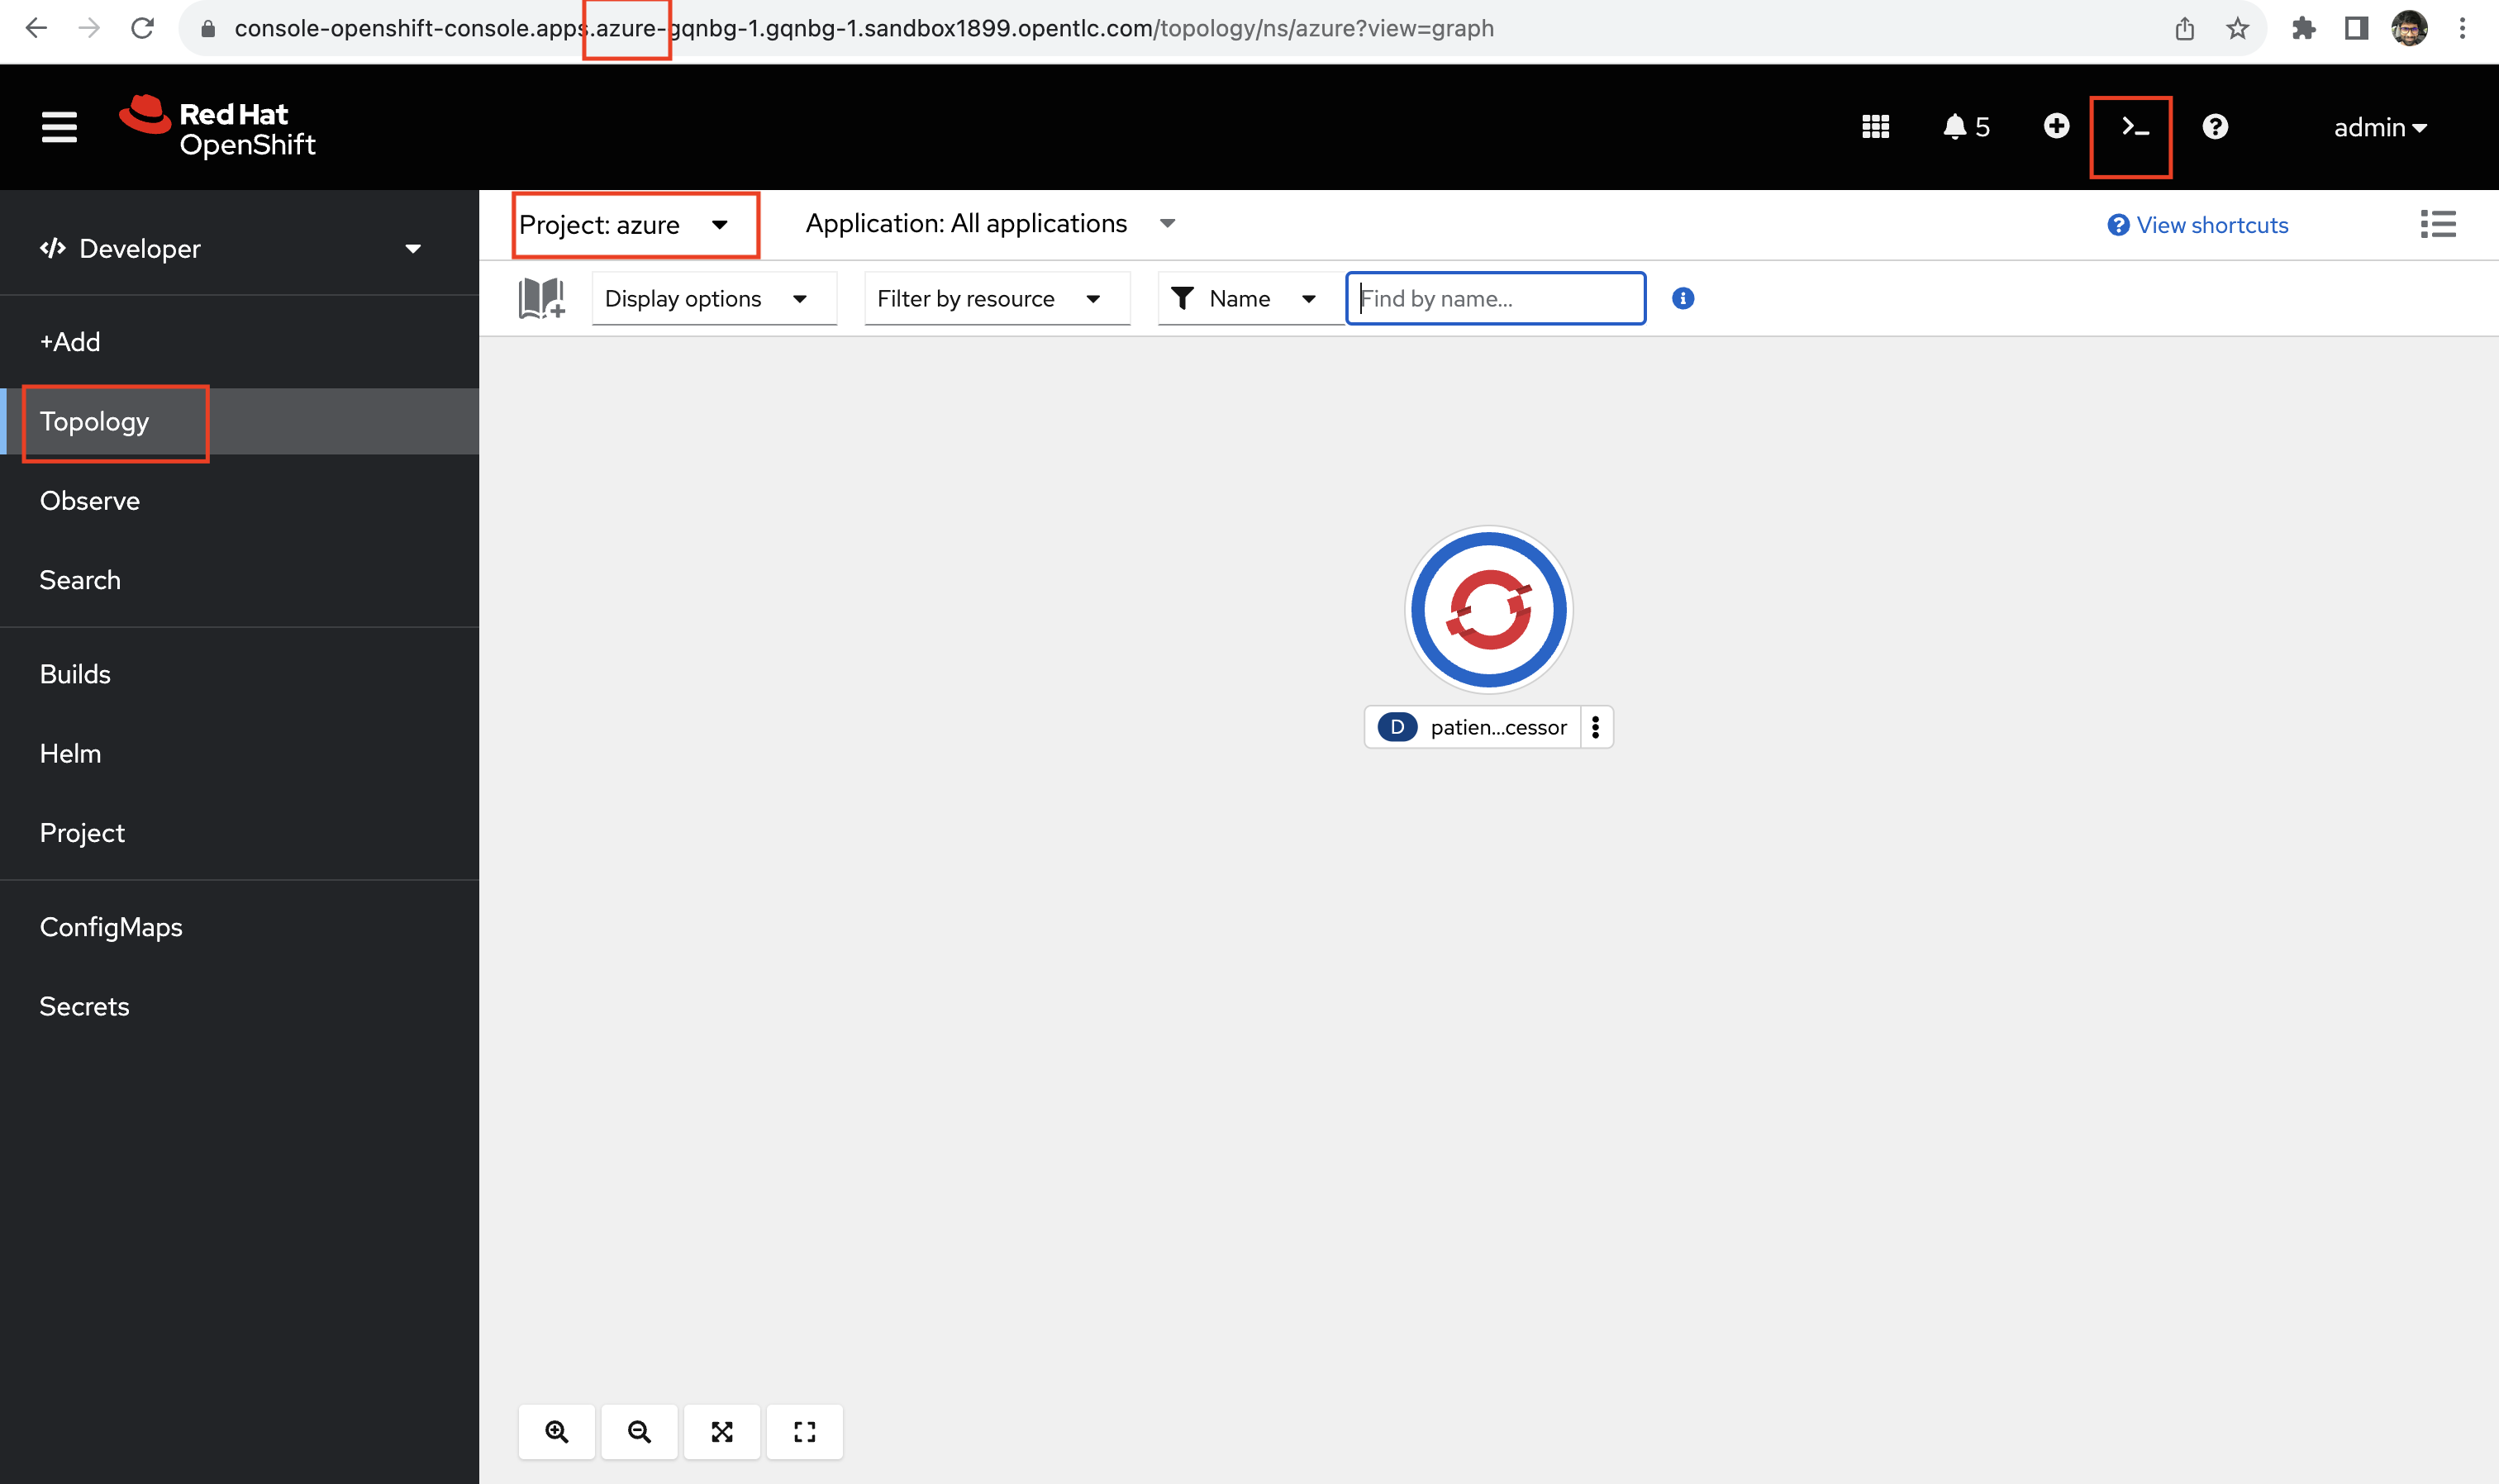 console-openshift-console.apps.azure-gqnbg-1.gqnbg-1.sandbox1899.opentlc.com/topology/ns/azure?view=graph
Red Hat
OpenShift
5
admin
Developer
+Add
Topology
Observe
Search
Builds
Helm
Project
ConfigMaps
Secrets
Project: azure
Application: All applications
View shortcuts
Display options
Filter by resource
Name
Find by name...
D patien...cessor